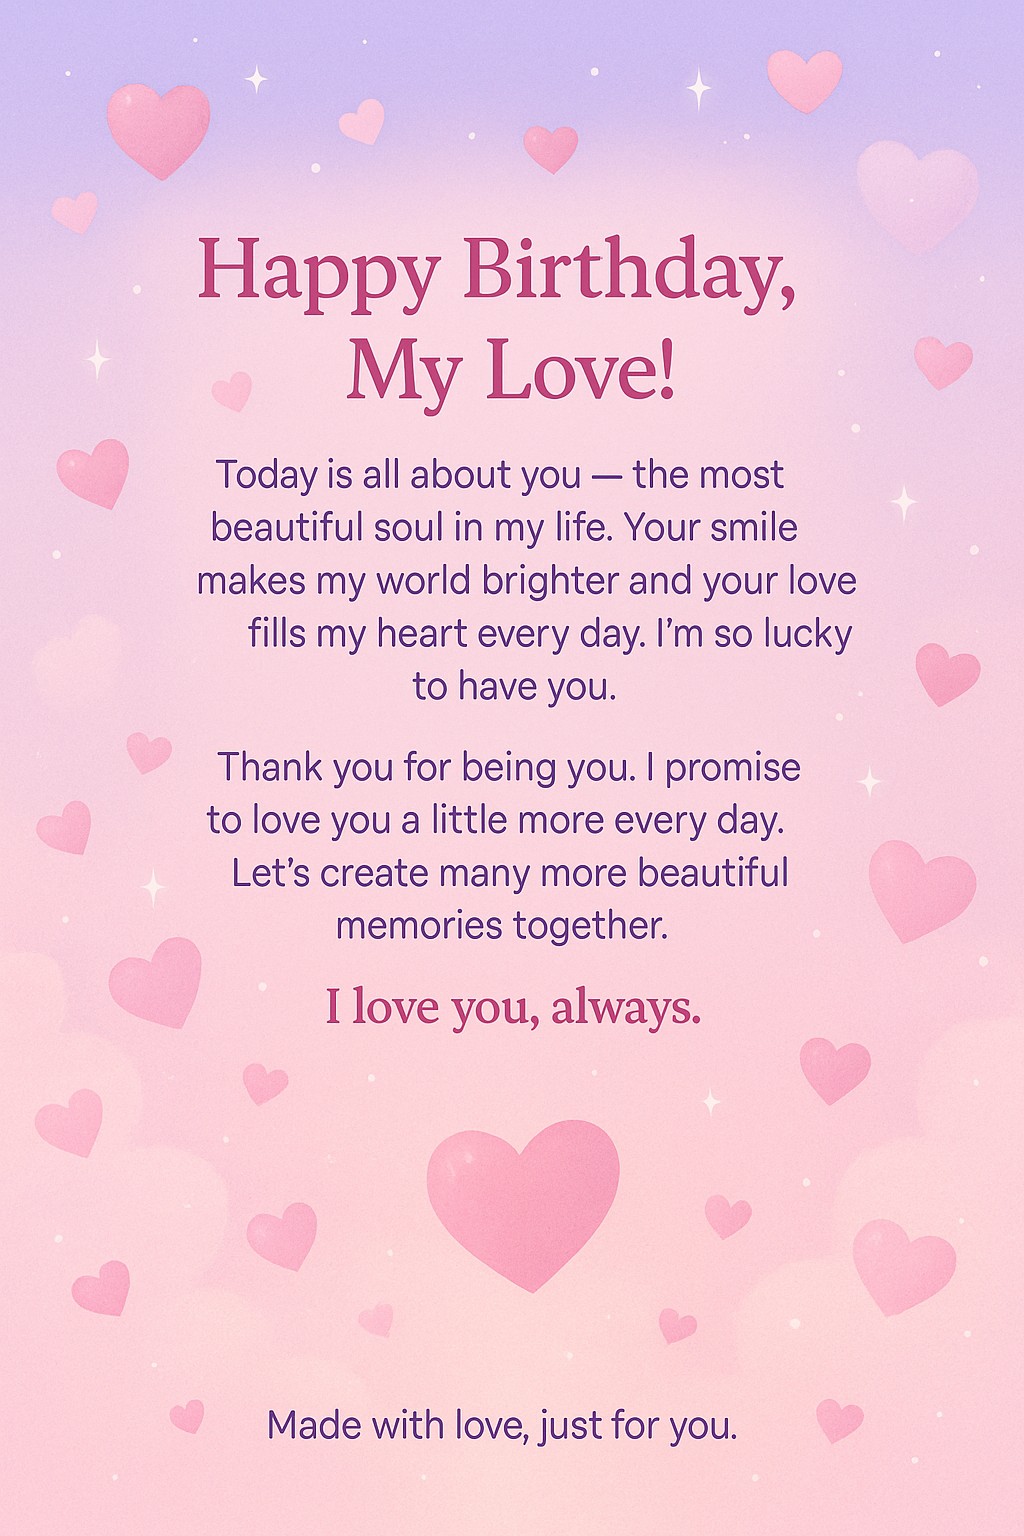 Happy Birthday,
My Love!
Today is all about you — the most
beautiful soul in my life. Your smile
makes my world brighter and your love
fills my heart every day. I’m so lucky
to have you.
Thank you for being you. I promise
to love you a little more every day.
Let’s create many more beautiful
memories together.
I love you, always.
Made with love, just for you.